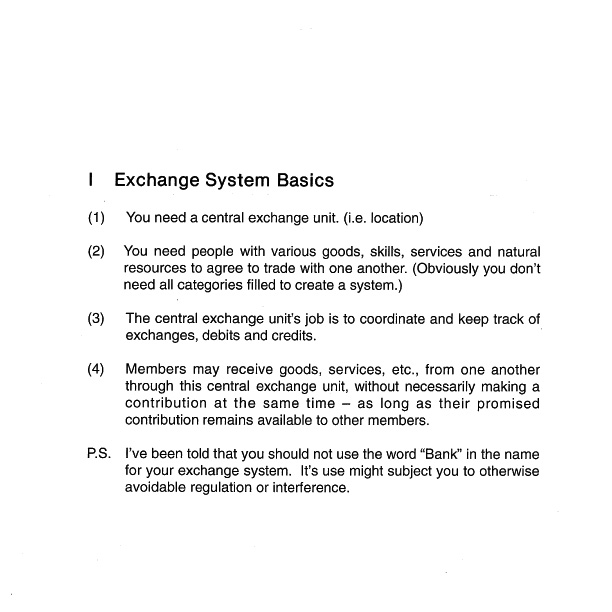 I Exchange System Basics
(1) You need a central exchange unit. (i.e. location)
(2) You need people with various goods, skills, services and natural
resources to agree to trade with one another. (Obviously you don't
need all categories filled to create a system.)
(3) The central exchange unit's job is to coordinate and keep track of
exchanges, debits and credits.
(4) Members may receive goods, services, etc., from one another
through this central exchange unit, without necessarily making a
contribution at the same time – as long as their promised
contribution remains available to other members.
P.S. I've been told that you should not use the word “Bank” in the name
for your exchange system. It's use might subject you to otherwise
avoidable regulation or interference.